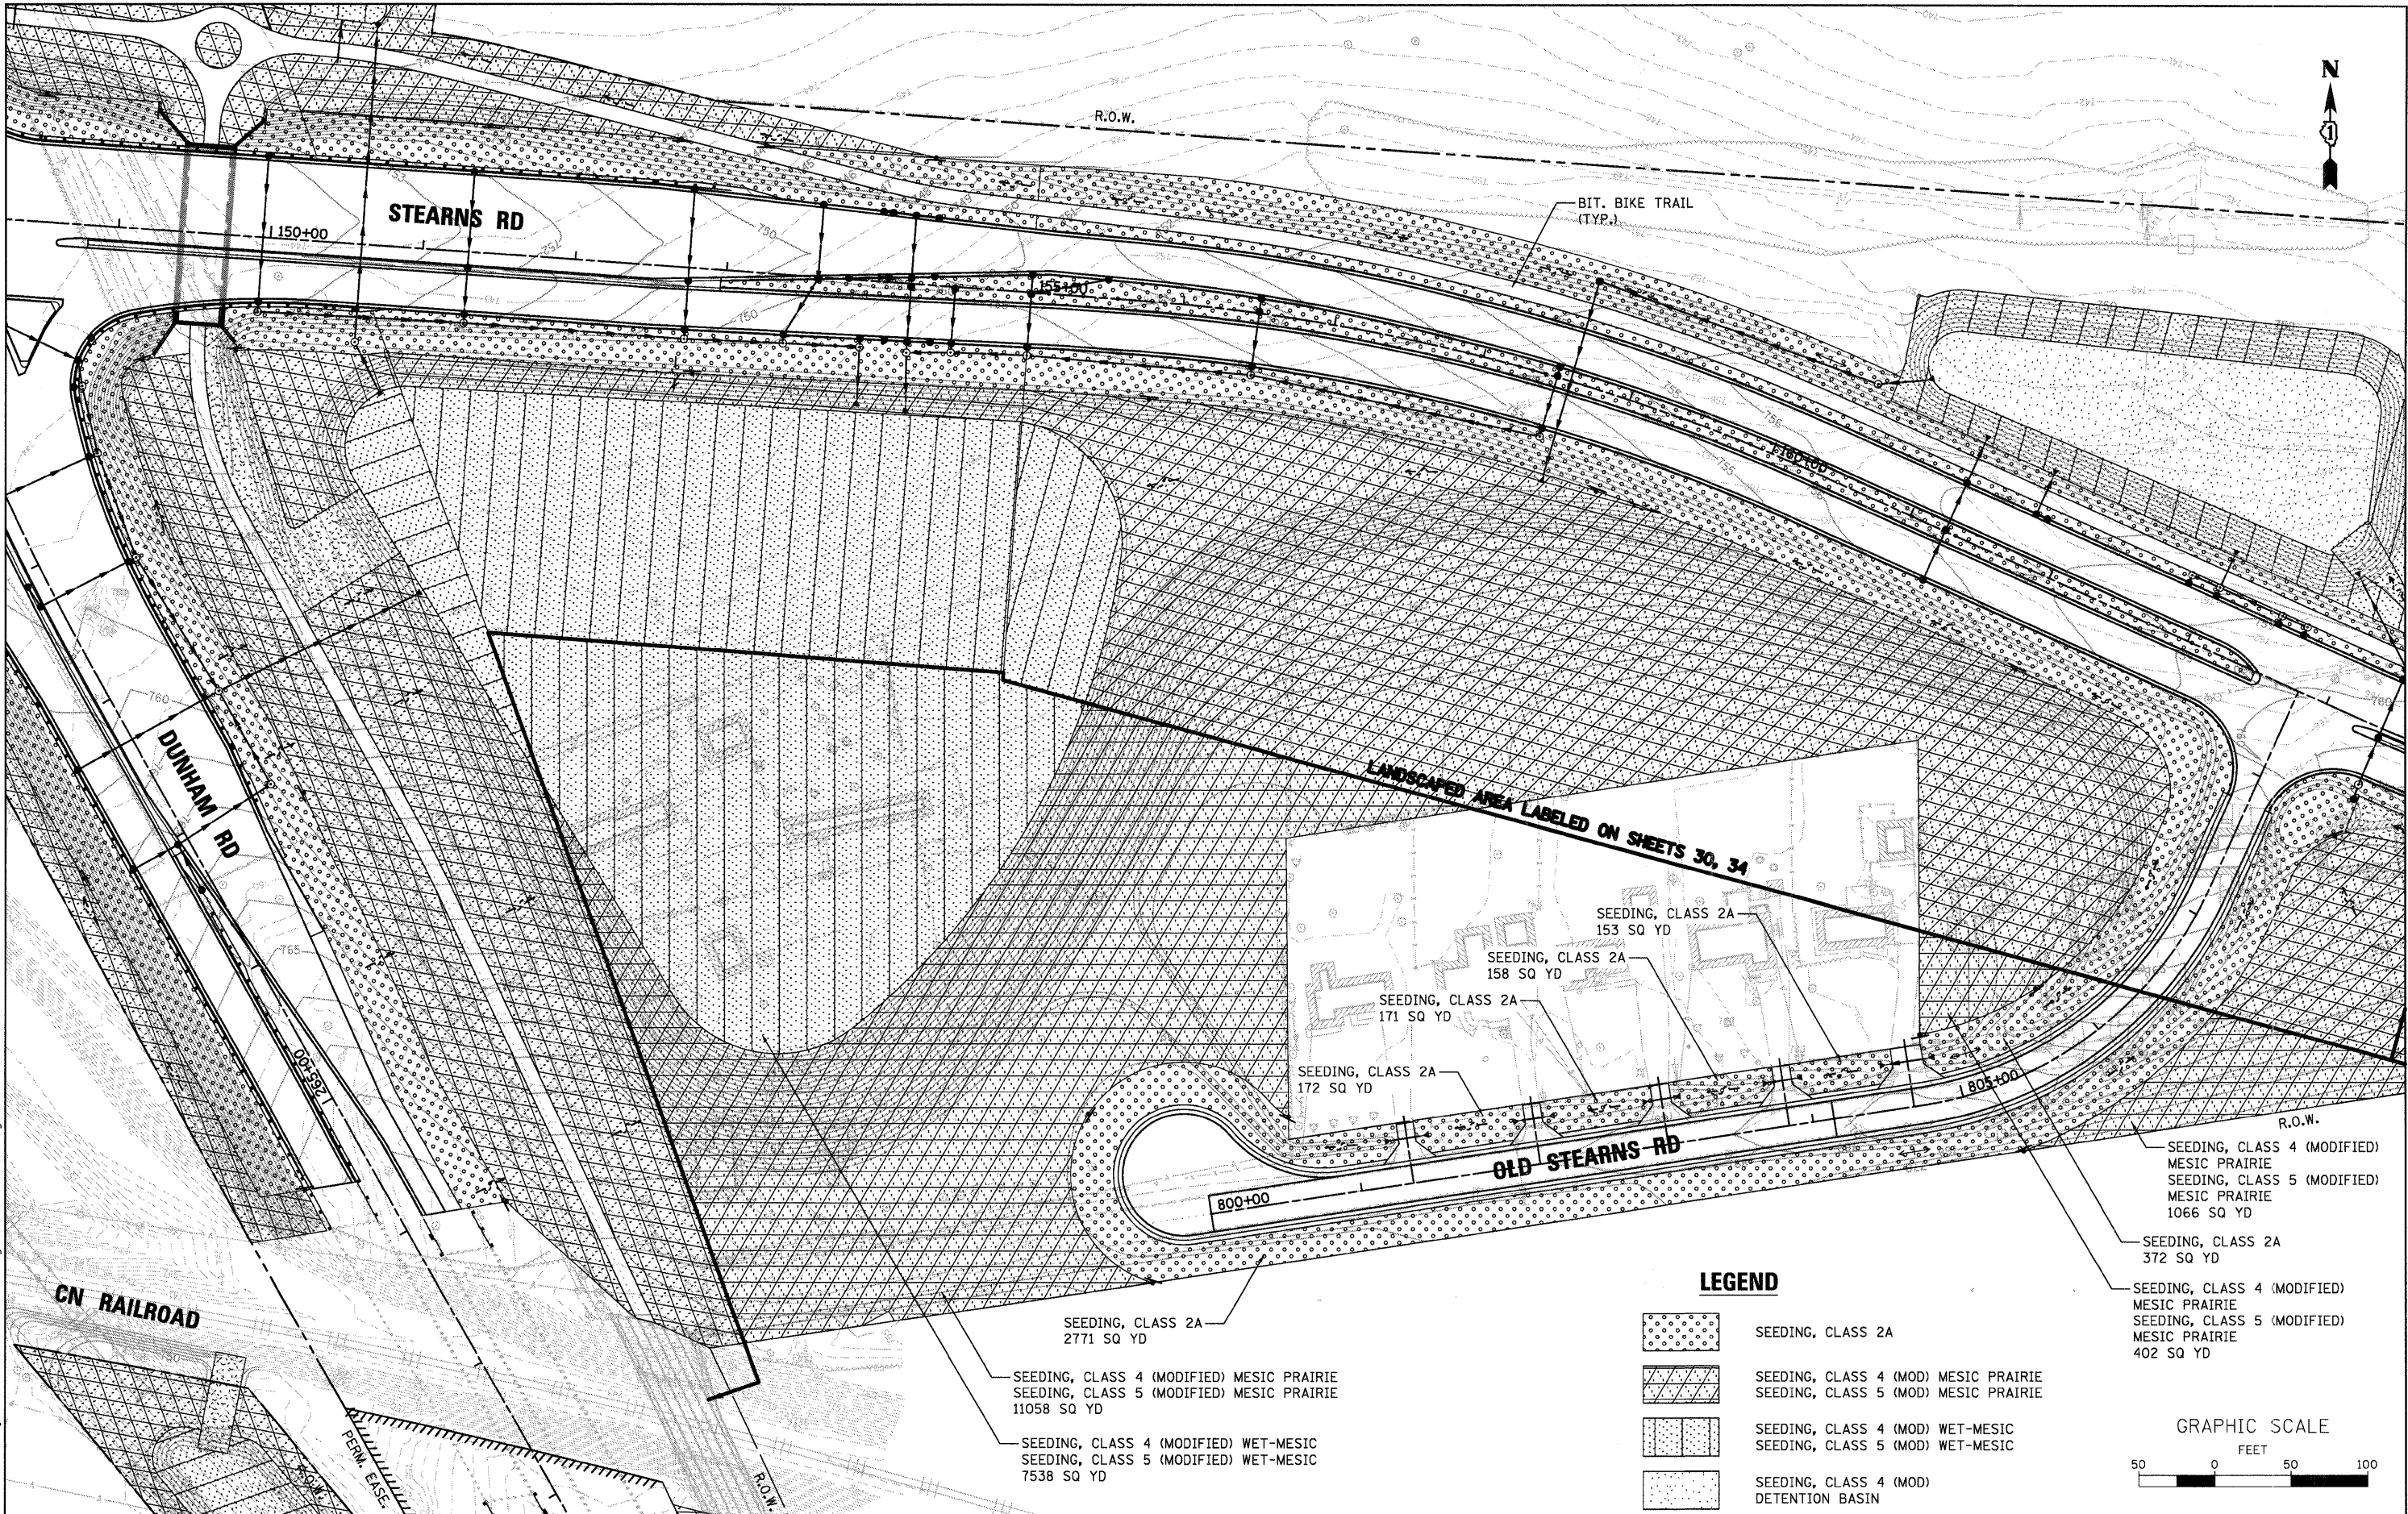 N
1
R.O.W.
BIT. BIKE TRAIL
(TYP.)
STEARNS RD
150+00
155+00
160+00
DUNHAM RD
760
765
265+00
LANDSCAPED AREA LABELED ON SHEETS 30, 34
SEEDING, CLASS 2A
153 SQ YD
SEEDING, CLASS 2A
158 SQ YD
SEEDING, CLASS 2A
171 SQ YD
SEEDING, CLASS 2A
172 SQ YD
805+00
OLD STEARNS RD
800+00
R.O.W.
SEEDING, CLASS 4 (MODIFIED)
MESIC PRAIRIE
SEEDING, CLASS 5 (MODIFIED)
MESIC PRAIRIE
1066 SQ YD
SEEDING, CLASS 2A
372 SQ YD
SEEDING, CLASS 4 (MODIFIED)
MESIC PRAIRIE
SEEDING, CLASS 5 (MODIFIED)
MESIC PRAIRIE
402 SQ YD
CN RAILROAD
SEEDING, CLASS 2A
2771 SQ YD
SEEDING, CLASS 4 (MODIFIED) MESIC PRAIRIE
SEEDING, CLASS 5 (MODIFIED) MESIC PRAIRIE
11058 SQ YD
SEEDING, CLASS 4 (MODIFIED) WET-MESIC
SEEDING, CLASS 5 (MODIFIED) WET-MESIC
7538 SQ YD
R.O.W.
PERM. EASE.
R.O.W.
LEGEND
SEEDING, CLASS 2A
SEEDING, CLASS 4 (MOD) MESIC PRAIRIE
SEEDING, CLASS 5 (MOD) MESIC PRAIRIE
SEEDING, CLASS 4 (MOD) WET-MESIC
SEEDING, CLASS 5 (MOD) WET-MESIC
SEEDING, CLASS 4 (MOD)
DETENTION BASIN
GRAPHIC SCALE
FEET
50 0 50 100